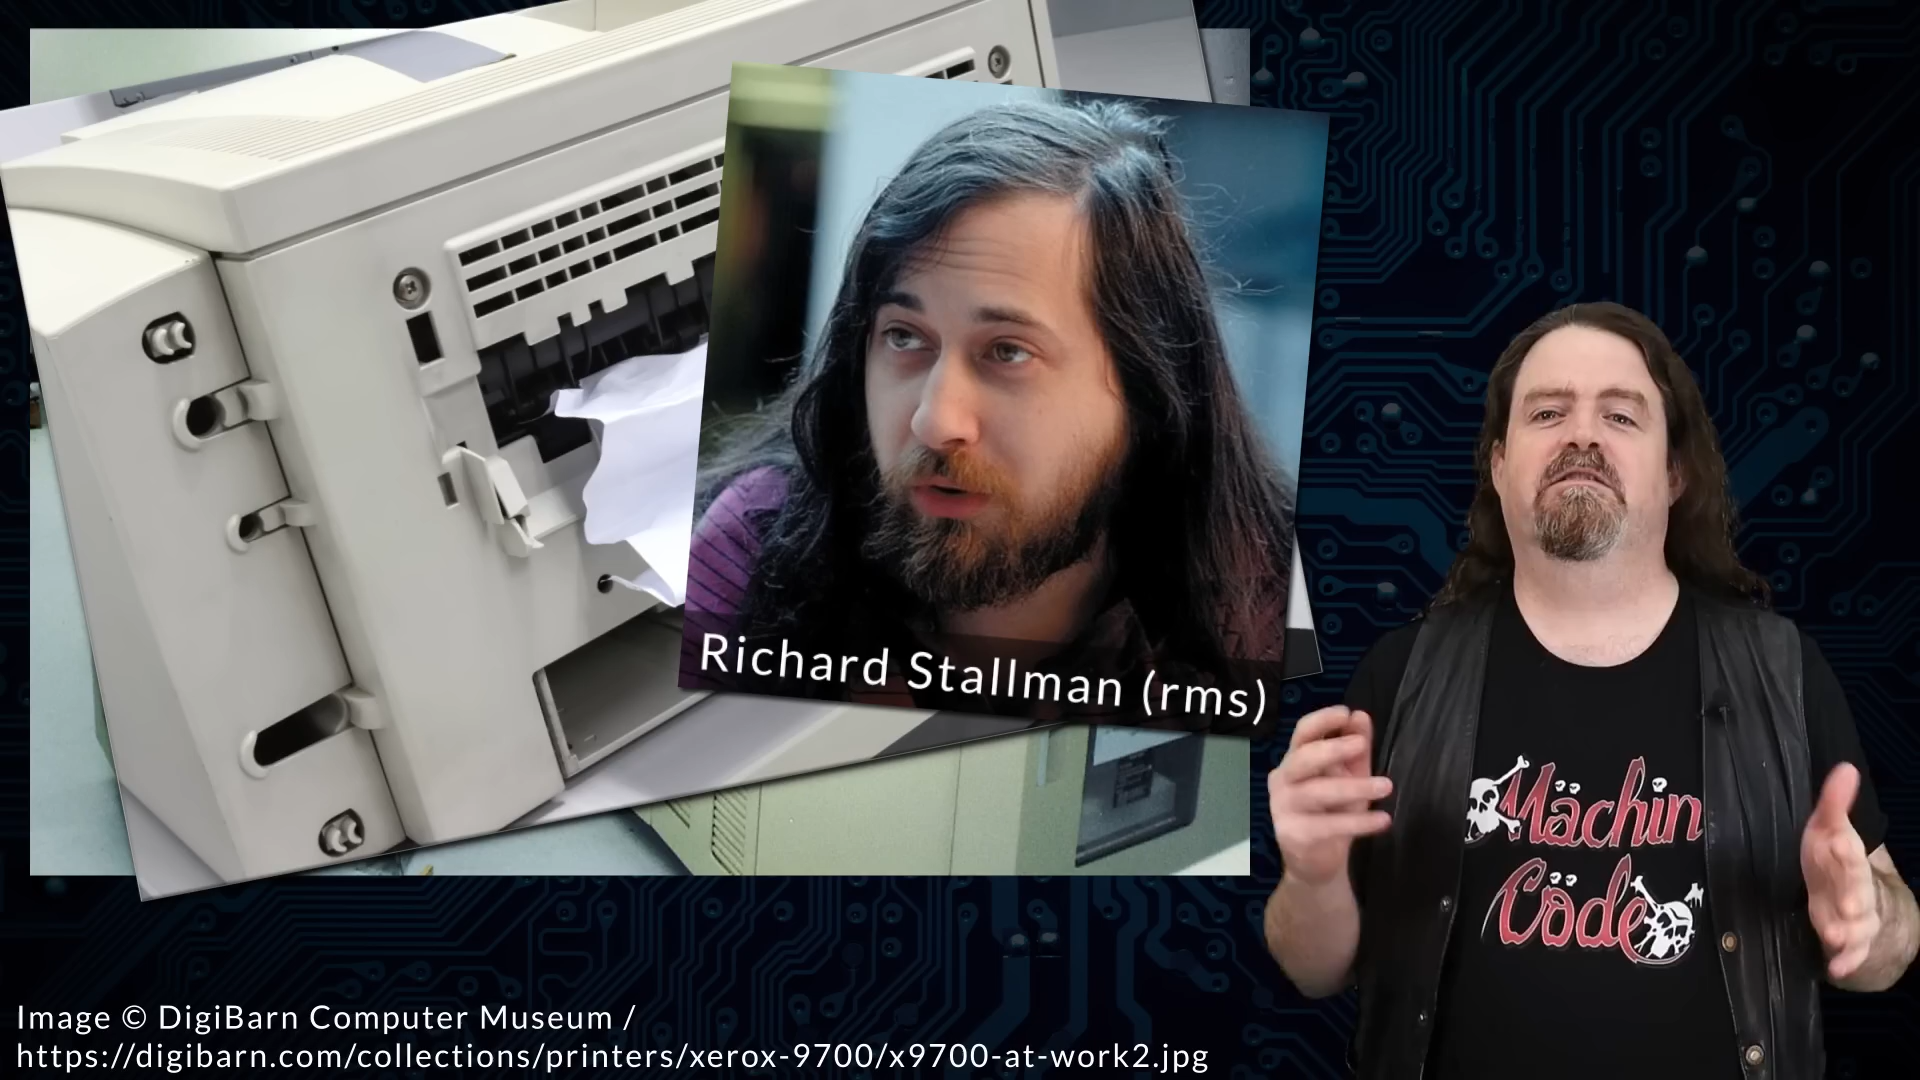 Richard Stallman (rms)
Mächin
Cöde
Image © DigiBarn Computer Museum /
https://digibarn.com/collections/printers/xerox-9700/x9700-at-work2.jpg